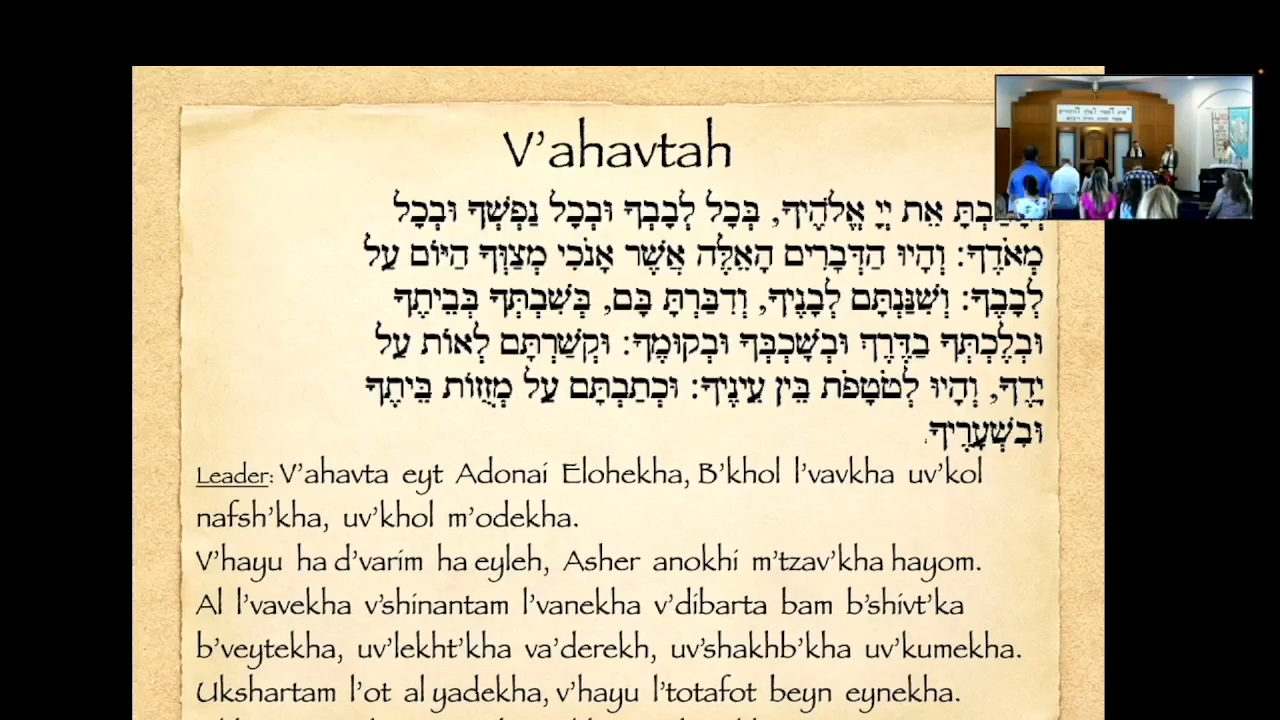 V'ahavtah
אֵת יְיָ אֱלֹהֶיךָ, בְּכָל לְבָבְךָ וּבְכָל נַפְשְׁךָ וּבְכָל
מְאֹדֶךָ: וְהָיוּ הַדְּבָרִים הָאֵלֶּה אֲשֶׁר אָנֹכִי מְצַוְּךָ הַיּוֹם עַל
לְבָבֶךָ: וְשִׁנַּנְתָּם לְבָנֶיךָ, וְדִבַּרְתָּ בָּם, בְּשִׁבְתְּךָ בְּבֵיתֶךָ
וּבְלֶכְתְּךָ בַדֶּרֶךְ וּבְשָׁכְבְּךָ וּבְקוּמֶךָ: וּקְשַׁרְתָּם לְאוֹת עַל
יָדֶךָ, וְהָיוּ לְטֹטָפֹת בֵּין עֵינֶיךָ: וּכְתַבְתָּם עַל מְזֻזוֹת בֵּיתֶךָ
וּבִשְׁעָרֶיךָ.
Leader: V'ahavta eyt Adonai Elohekha, B'khol l'vavkha uv'kol
nafsh'kha, uv'khol m'odekha.
V'hayu ha d'varim ha eyleh, Asher anokhi m'tzav'kha hayom.
Al l'vavekha v'shinantam l'vanekha v'dibarta bam b'shivt'ka
b'veytekha, uv'lekht'kha va'derekh, uv'shakhb'kha uv'kumekha.
Ukshartam l'ot al yadekha, v'hayu l'totafot beyn eynekha.